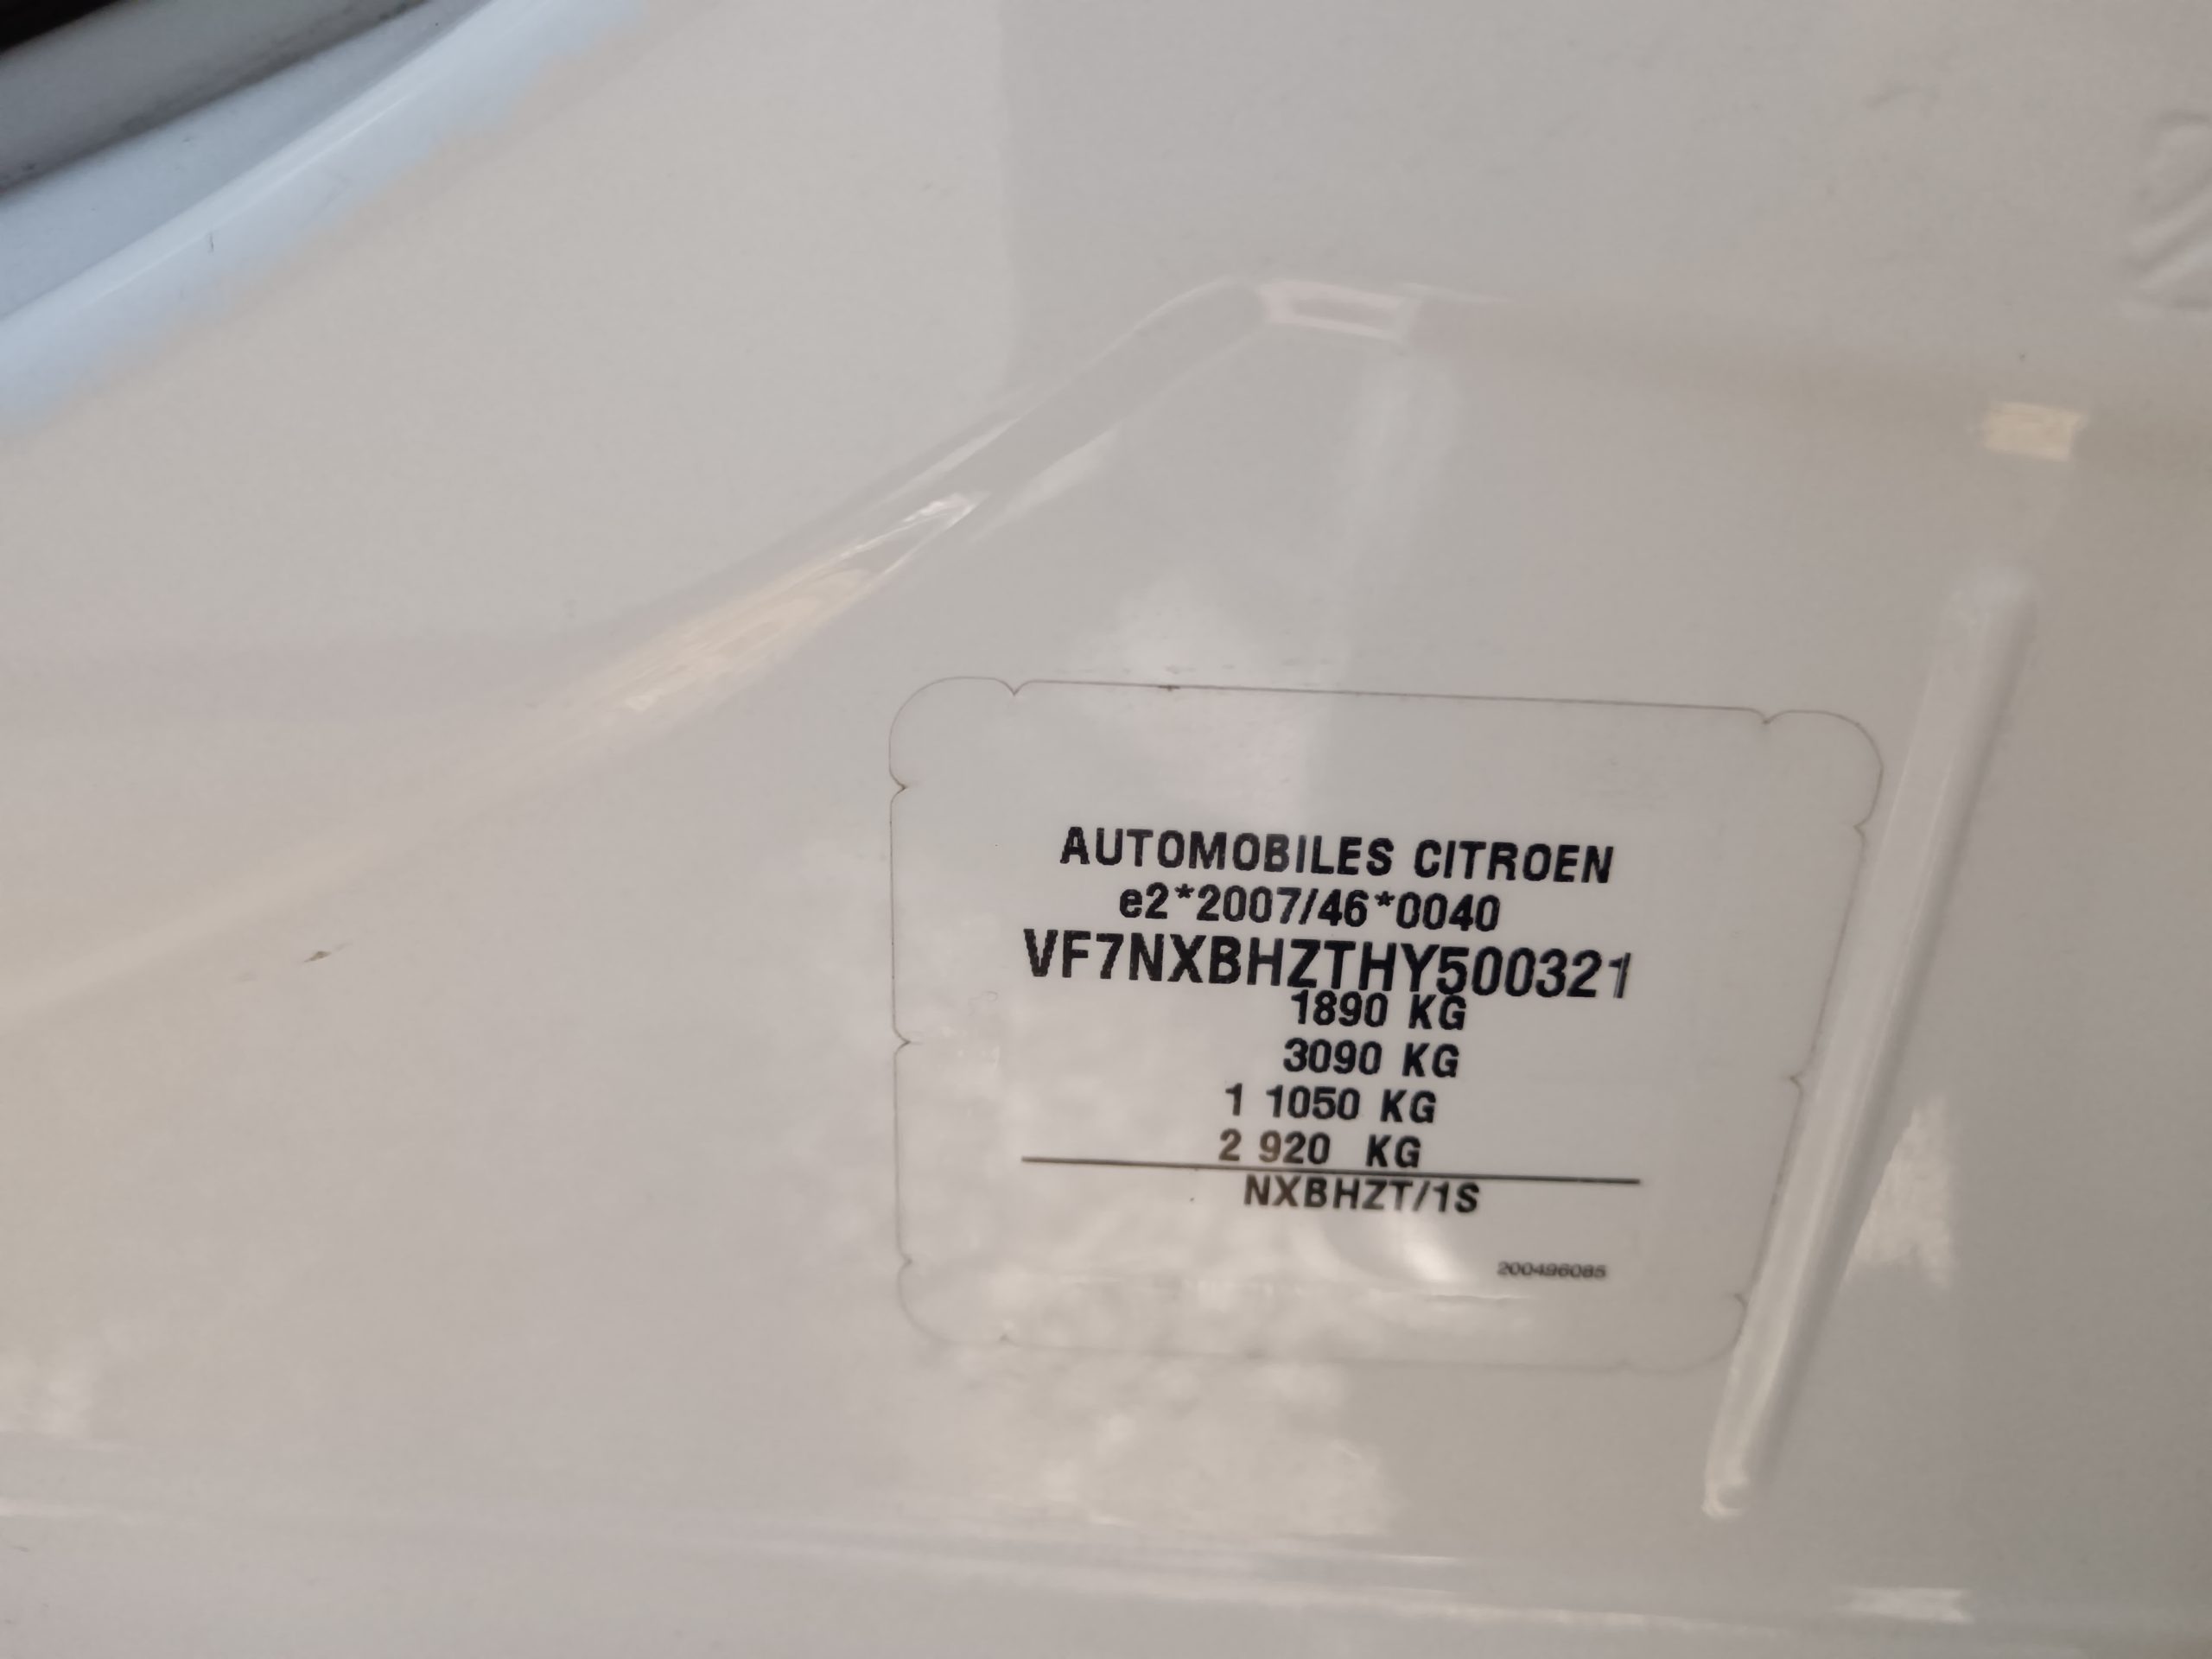 AUTOMOBILES CITROEN
e2*2007/46*0040
VF7NXBHZTHY500321
1890 KG
3090 KG
1 1050 KG
2 920 KG
NXBHZT/1S
200496085